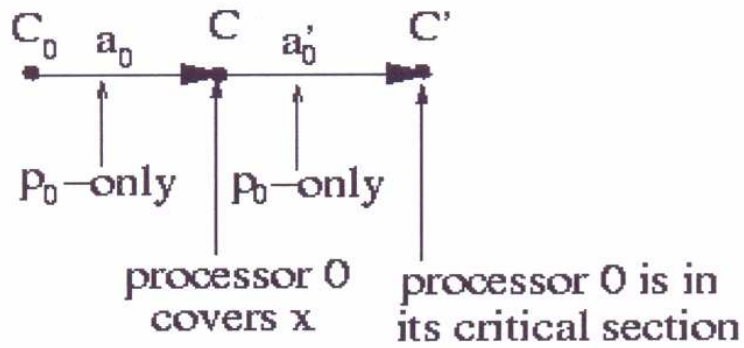 C₀ a₀ C a₀' C'
p₀-only p₀-only
processor 0
covers x
processor 0 is in
its critical section